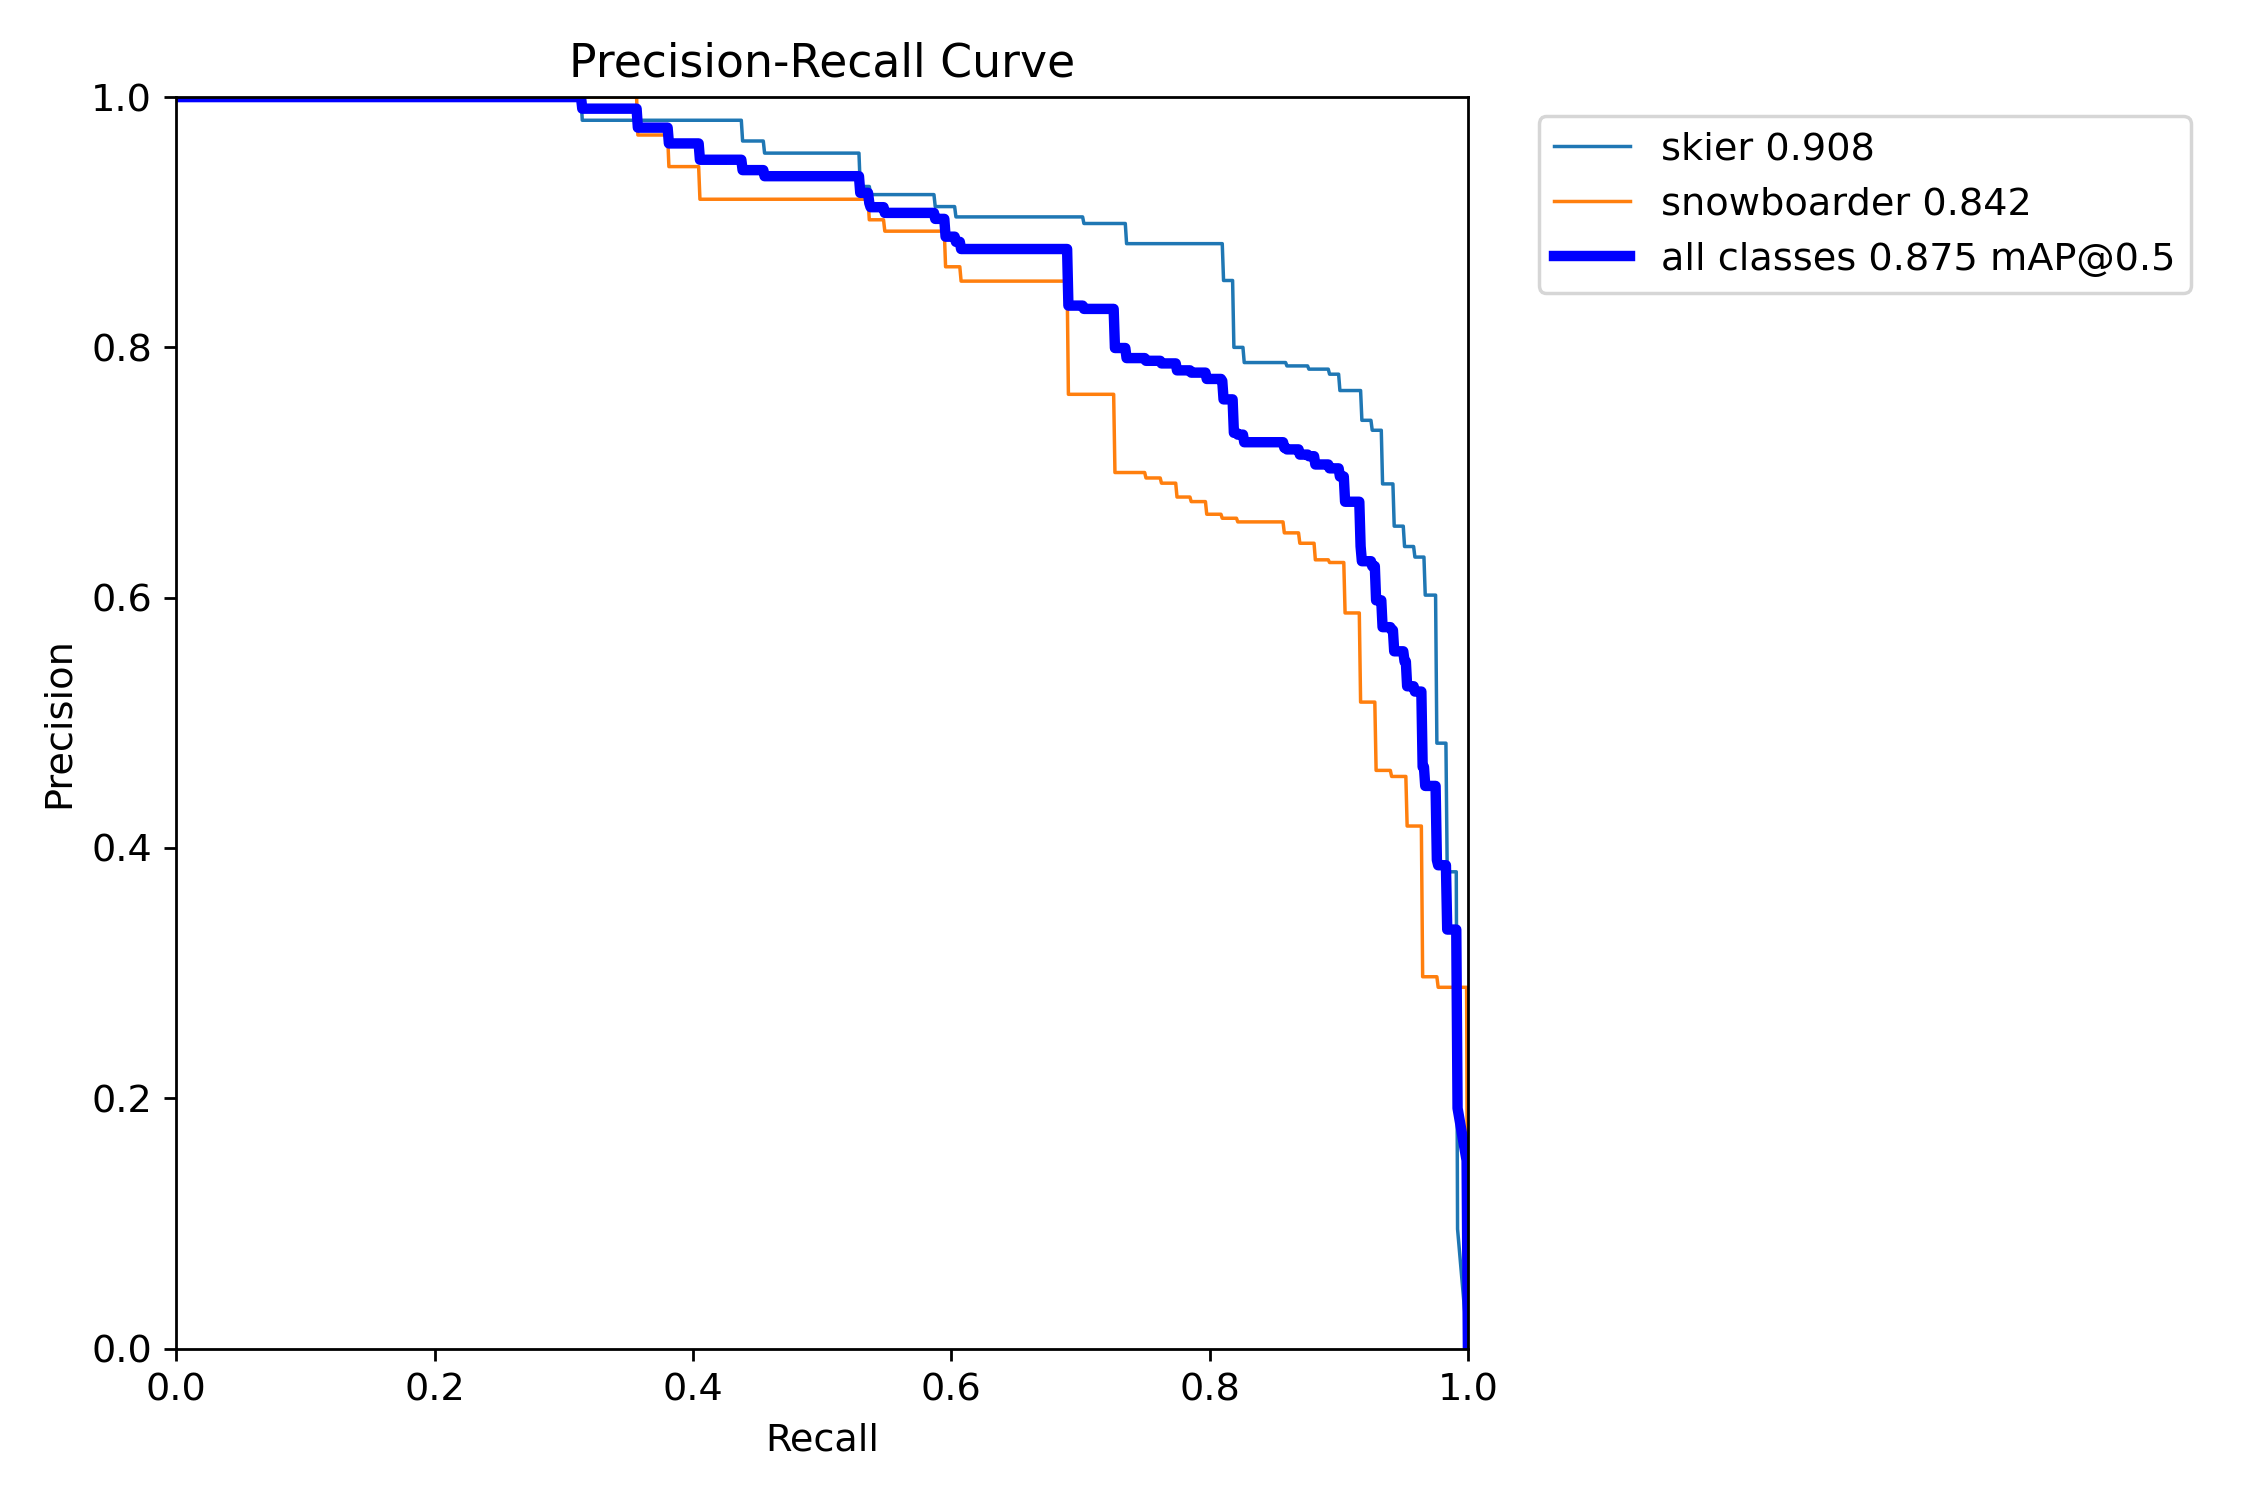 Precision-Recall Curve
1.0
0.8
0.6
0.4
0.2
0.0
Precision
0.0 0.2 0.4 0.6 0.8 1.0
Recall
skier 0.908
snowboarder 0.842
all classes 0.875 mAP@0.5